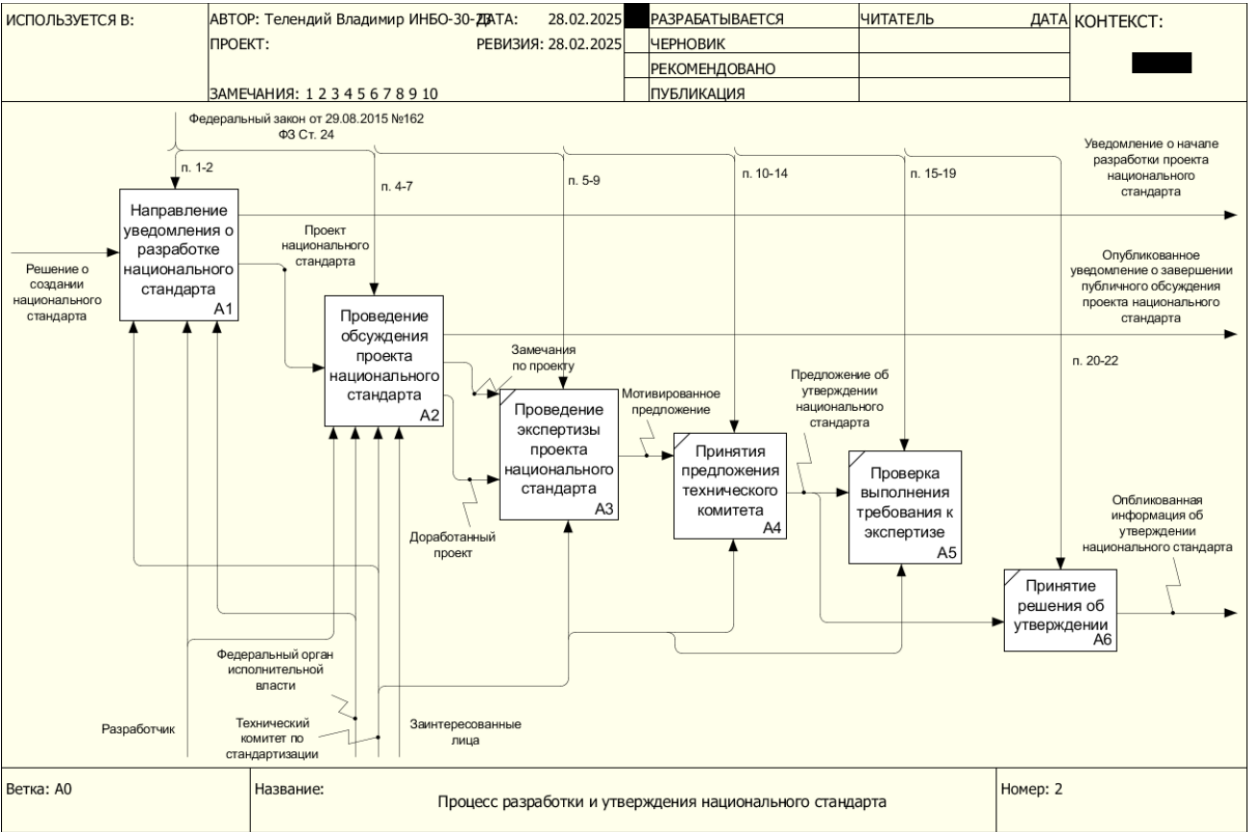 ИСПОЛЬЗУЕТСЯ В:
АВТОР: Телендий Владимир ИНБО-30-23
ДАТА: 28.02.2025
ПРОЕКТ:
РЕВИЗИЯ: 28.02.2025
ЗАМЕЧАНИЯ: 1 2 3 4 5 6 7 8 9 10
РАЗРАБАТЫВАЕТСЯ
ЧЕРНОВИК
РЕКОМЕНДОВАНО
ПУБЛИКАЦИЯ
ЧИТАТЕЛЬ
ДАТА
КОНТЕКСТ:
Федеральный закон от 29.08.2015 №162
ФЗ Ст. 24
п. 1-2
п. 4-7
п. 5-9
п. 10-14
п. 15-19
Уведомление о начале
разработки проекта
национального
стандарта
Направление
уведомления о
разработке
национального
стандарта
A1
Решение о
создании
национального
стандарта
Проект
национального
стандарта
Опубликованное
уведомление о завершении
публичного обсуждения
проекта национального
стандарта
Проведение
обсуждения
проекта
национального
стандарта
A2
Замечания
по проекту
п. 20-22
Проведение
экспертизы
проекта
национального
стандарта
A3
Мотивированное
предложение
Предложение об
утверждении
национального
стандарта
Принятия
предложения
технического
комитета
A4
Проверка
выполнения
требования к
экспертизе
A5
Доработанный
проект
Опбликованная
информация об
утверждении
национального стандарта
Принятие
решения об
утверждении
A6
Федеральный орган
исполнительной
власти
Разработчик
Технический
комитет по
стандартизации
Заинтересованные
лица
Ветка: A0
Название:
Процесс разработки и утверждения национального стандарта
Номер: 2